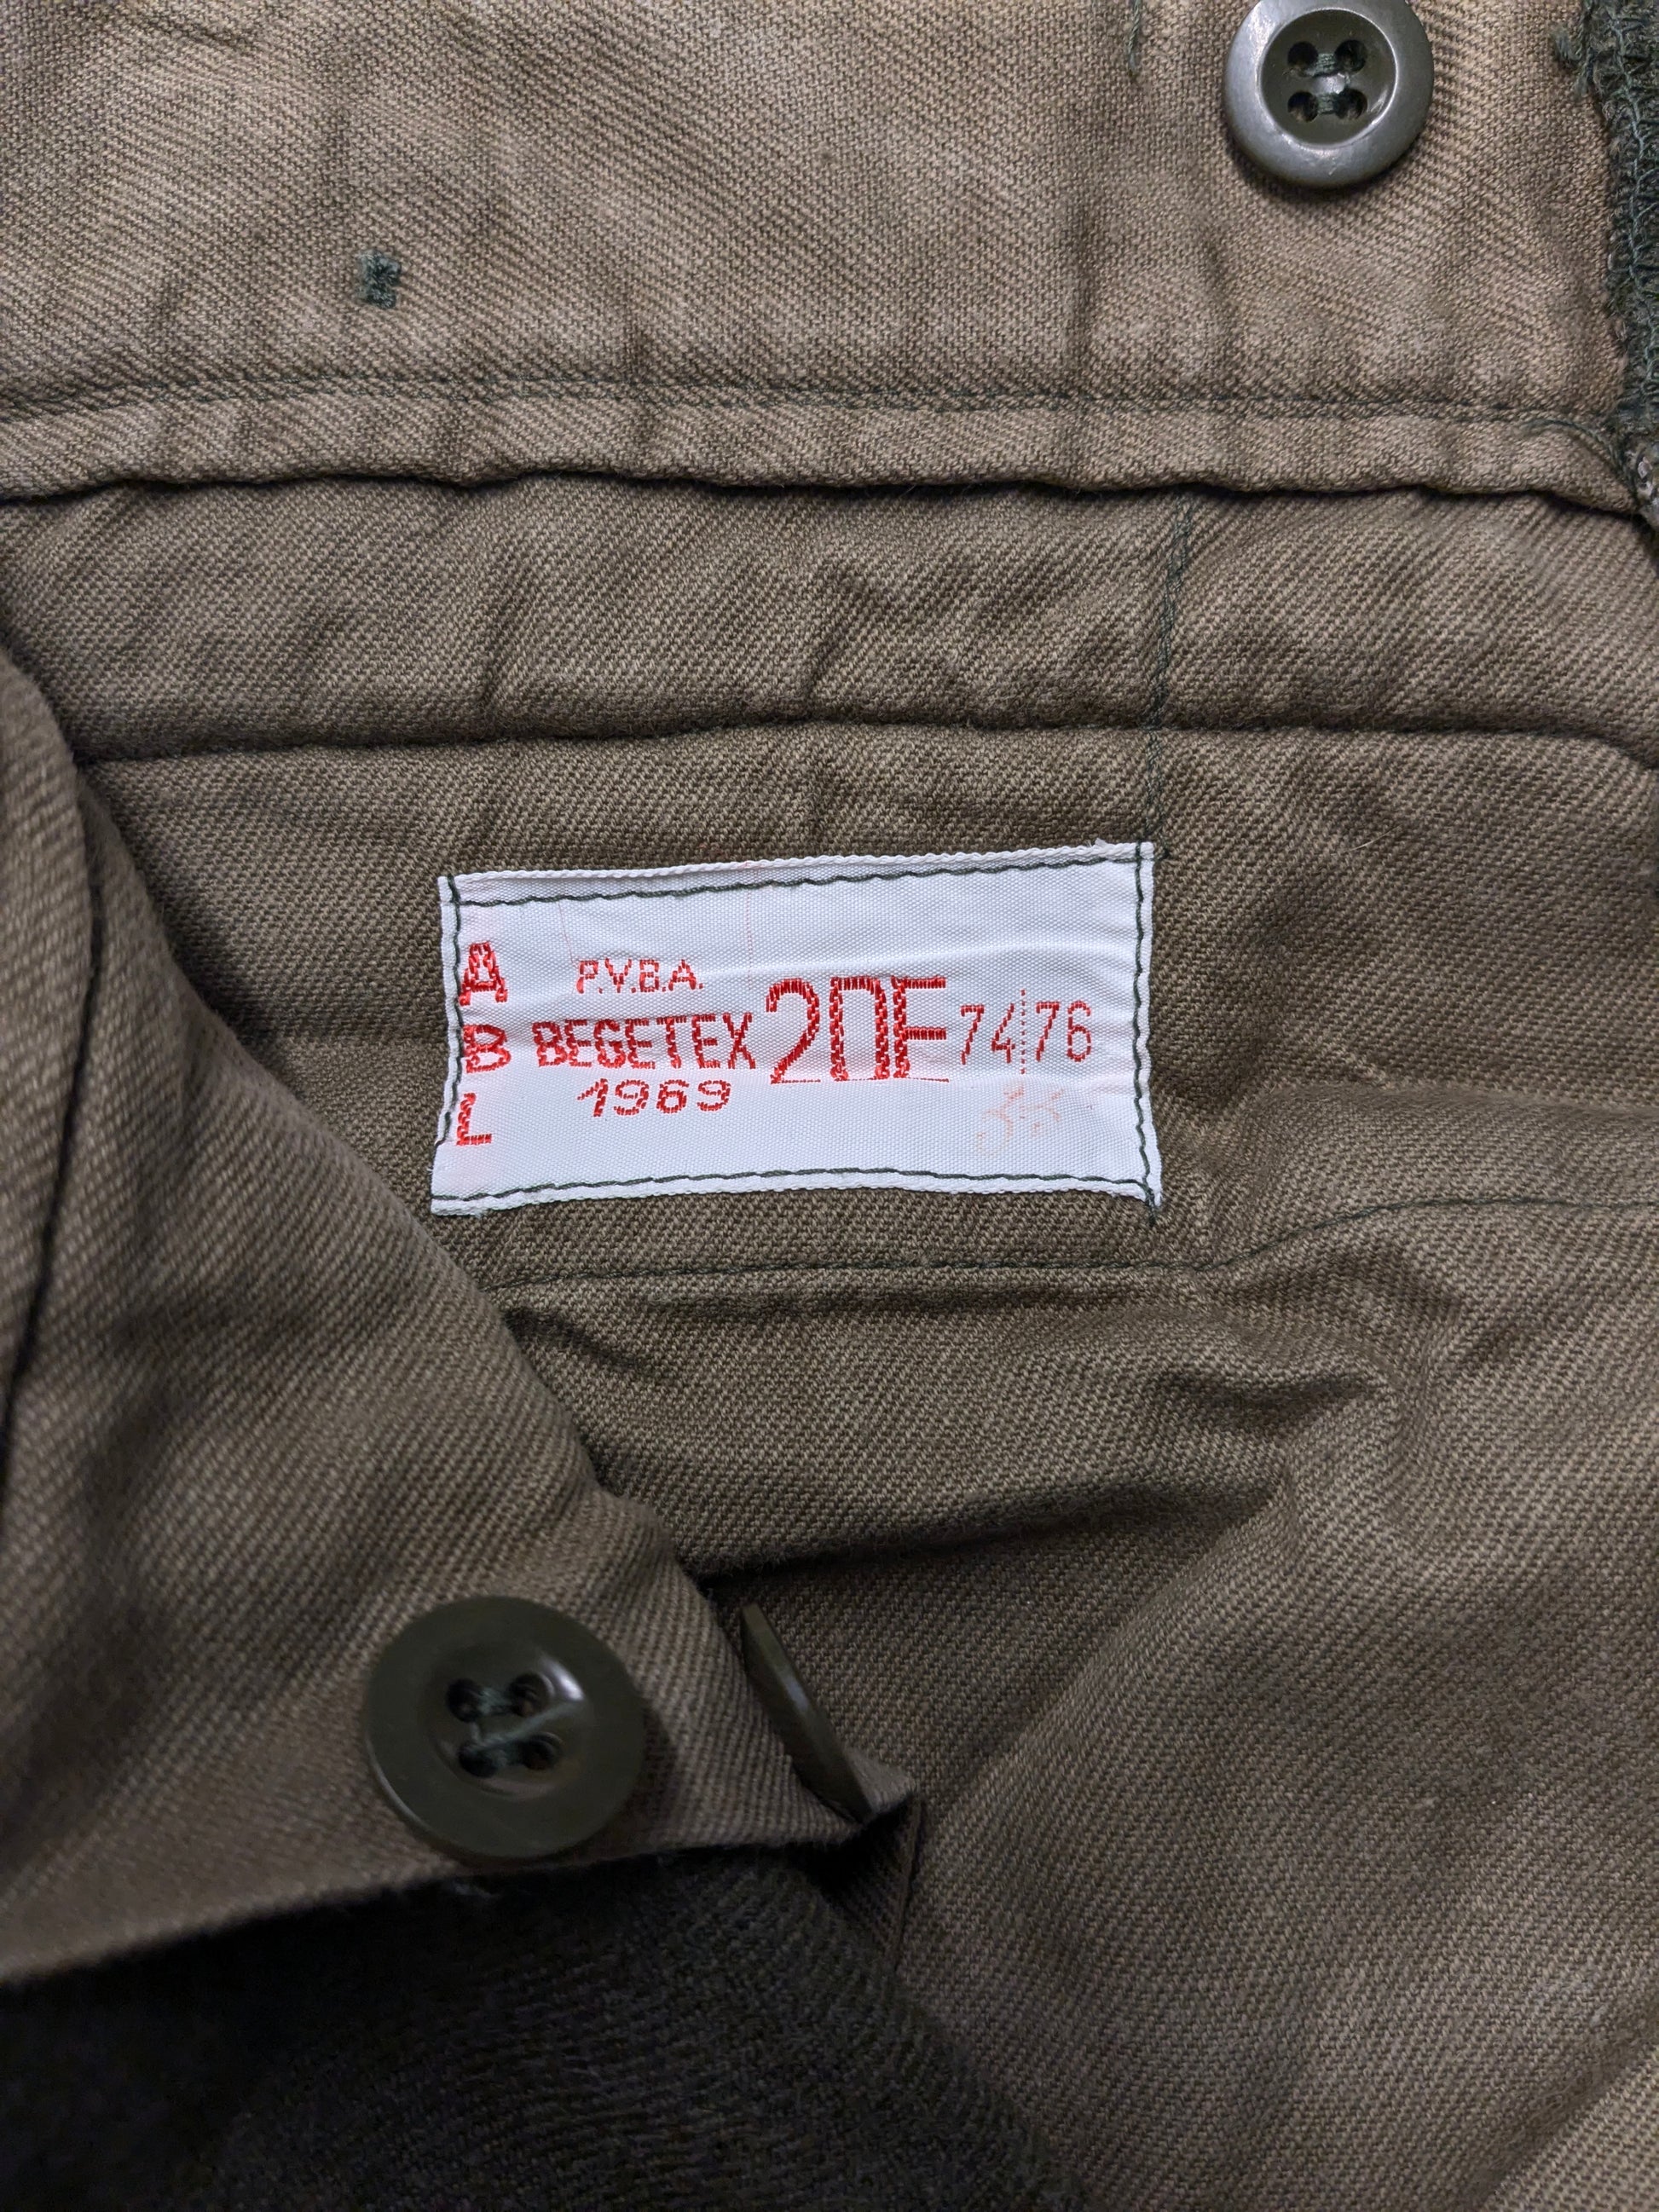 A
B
L
P.V.B.A.
BEGETEX
1969
2DF
74 76